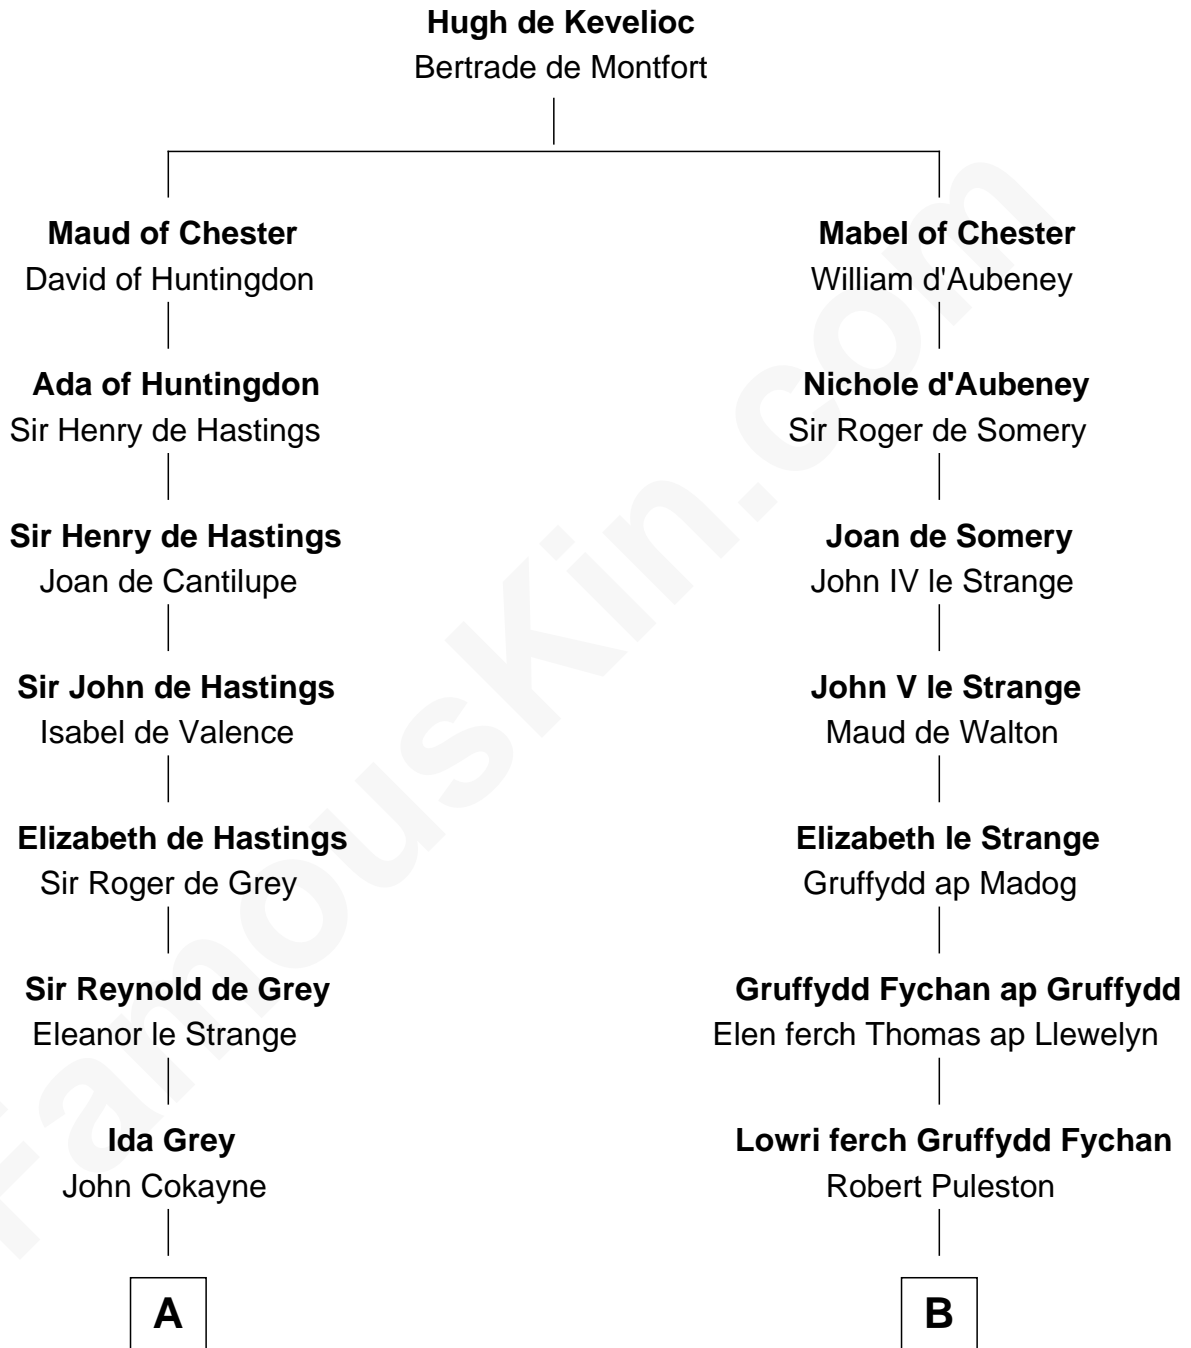 Hugh de Kevelioc
Bertrade de Montfort
Maud of Chester
David of Huntingdon
Mabel of Chester
William d'Aubeney
Ada of Huntingdon
Sir Henry de Hastings
Nichole d'Aubeney
Sir Roger de Somery
Sir Henry de Hastings
Joan de Cantilupe
Joan de Somery
John IV le Strange
Sir John de Hastings
Isabel de Valence
John V le Strange
Maud de Walton
Elizabeth de Hastings
Sir Roger de Grey
Elizabeth le Strange
Gruffydd ap Madog
Sir Reynold de Grey
Eleanor le Strange
Gruffydd Fychan ap Gruffydd
Elen ferch Thomas ap Llewelyn
Ida Grey
John Cokayne
Lowri ferch Gruffydd Fychan
Robert Puleston
A
B
FamousKin.com